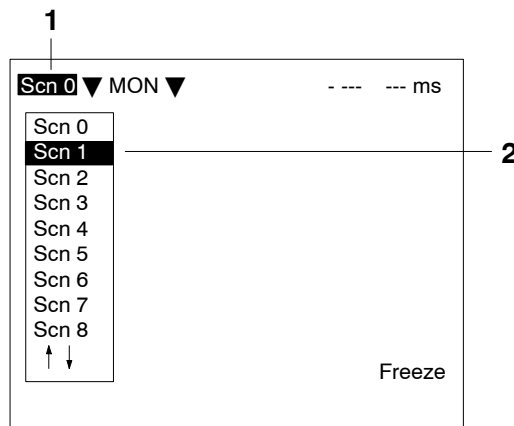 1
Scn 0 ▼ MON ▼ - --- --- ms
Scn 0
Scn 1
2
Scn 2
Scn 3
Scn 4
Scn 5
Scn 6
Scn 7
Scn 8
↑ ↓
Freeze